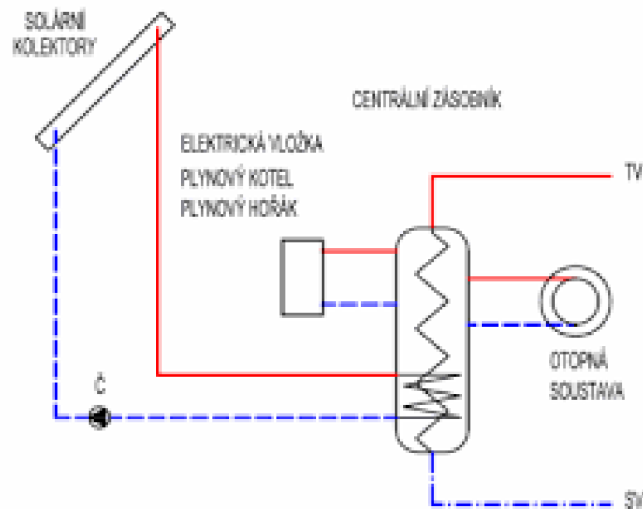 SOLÁRNÍ
KOLEKTORY
CENTRÁLNÍ ZÁSOBNÍK
ELEKTRICKÁ VLOŽKA
PLYNOVÝ KOTEL
PLYNOVÝ HOŘÁK
TV
OTOPNÁ
SOUSTAVA
Č
SV